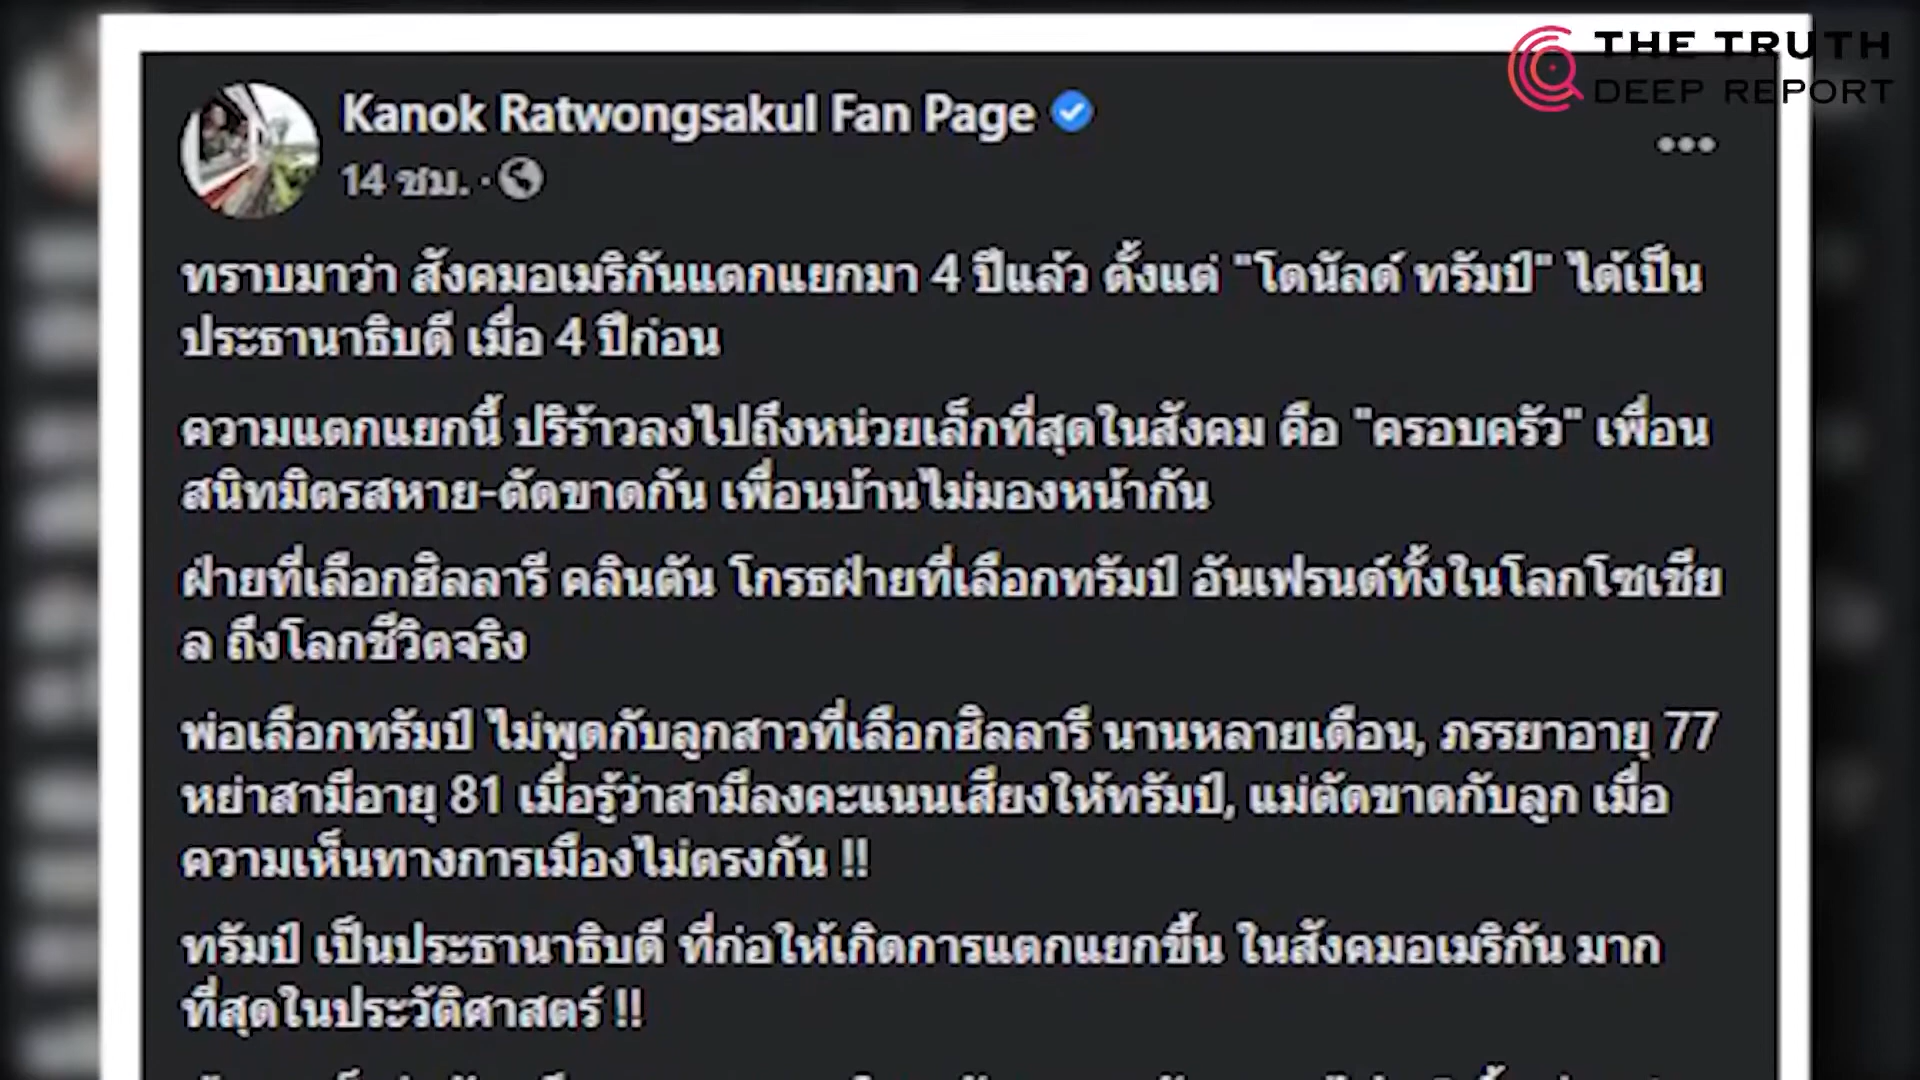 THE TRUTH
DEEP REPORT
Kanok Ratwongsakul Fan Page
14 ชม. ·
ทราบมาว่า สังคมอเมริกันแตกแยกมา 4 ปีแล้ว ตั้งแต่ "โดนัลด์ ทรัมป์" ได้เป็น
ประธานาธิบดี เมื่อ 4 ปีก่อน
ความแตกแยกนี้ ปริร้าวลงไปถึงหน่วยเล็กที่สุดในสังคม คือ "ครอบครัว" เพื่อน
สนิทมิตรสหาย-ตัดขาดกัน เพื่อนบ้านไม่มองหน้ากัน
ฝ่ายที่เลือกฮิลลารี คลินตัน โกรธฝ่ายที่เลือกทรัมป์ อันเฟรนด์ทั้งในโลกโซเชีย
ล ถึงโลกชีวิตจริง
พ่อเลือกทรัมป์ ไม่พูดกับลูกสาวที่เลือกฮิลลารี นานหลายเดือน, ภรรยาอายุ 77
หย่าสามีอายุ 81 เมื่อรู้ว่าสามีลงคะแนนเสียงให้ทรัมป์, แม่ตัดขาดกับลูก เมื่อ
ความเห็นทางการเมืองไม่ตรงกัน !!
ทรัมป์ เป็นประธานาธิบดี ที่ก่อให้เกิดการแตกแยกขึ้น ในสังคมอเมริกัน มาก
ที่สุดในประวัติศาสตร์ !!